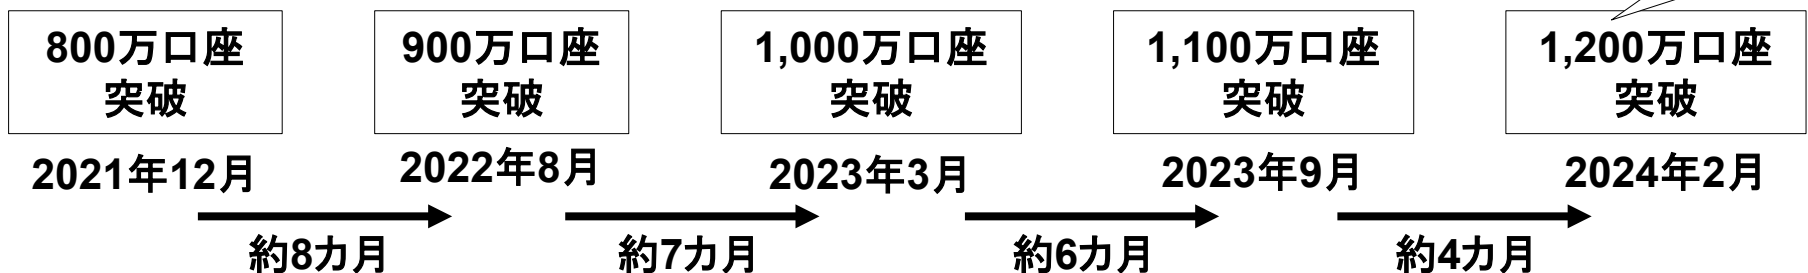 800万口座
突破
900万口座
突破
1,000万口座
突破
1,100万口座
突破
1,200万口座
突破
2021年12月
2022年8月
2023年3月
2023年9月
2024年2月
約8カ月
約7カ月
約6カ月
約4カ月